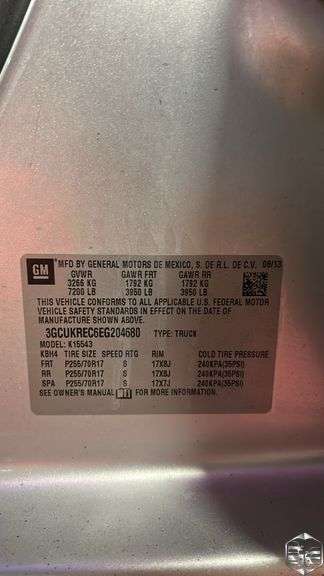 GM
MFD BY GENERAL MOTORS DE MEXICO, S. DE R.L. DE C.V. 09/13
GVWR GAWR FRT GAWR RR
3266 KG 1792 KG 1792 KG
7200 LB 3950 LB 3950 LB
THIS VEHICLE CONFORMS TO ALL APPLICABLE U.S. FEDERAL MOTOR
VEHICLE SAFETY STANDARDS IN EFFECT ON THE DATE OF
MANUFACTURE SHOWN ABOVE.
3GCUKREC6EG204680 TYPE: TRUCK
MODEL: K15543
KBH4 TIRE SIZE SPEED RTG RIM COLD TIRE PRESSURE
FRT P255/70R17 S 17X8J 240KPA(35PSI)
RR P255/70R17 S 17X8J 240KPA(35PSI)
SPA P255/70R17 S 17X7J 240KPA(35PSI)
SEE OWNER'S MANUAL FOR MORE INFORMATION.